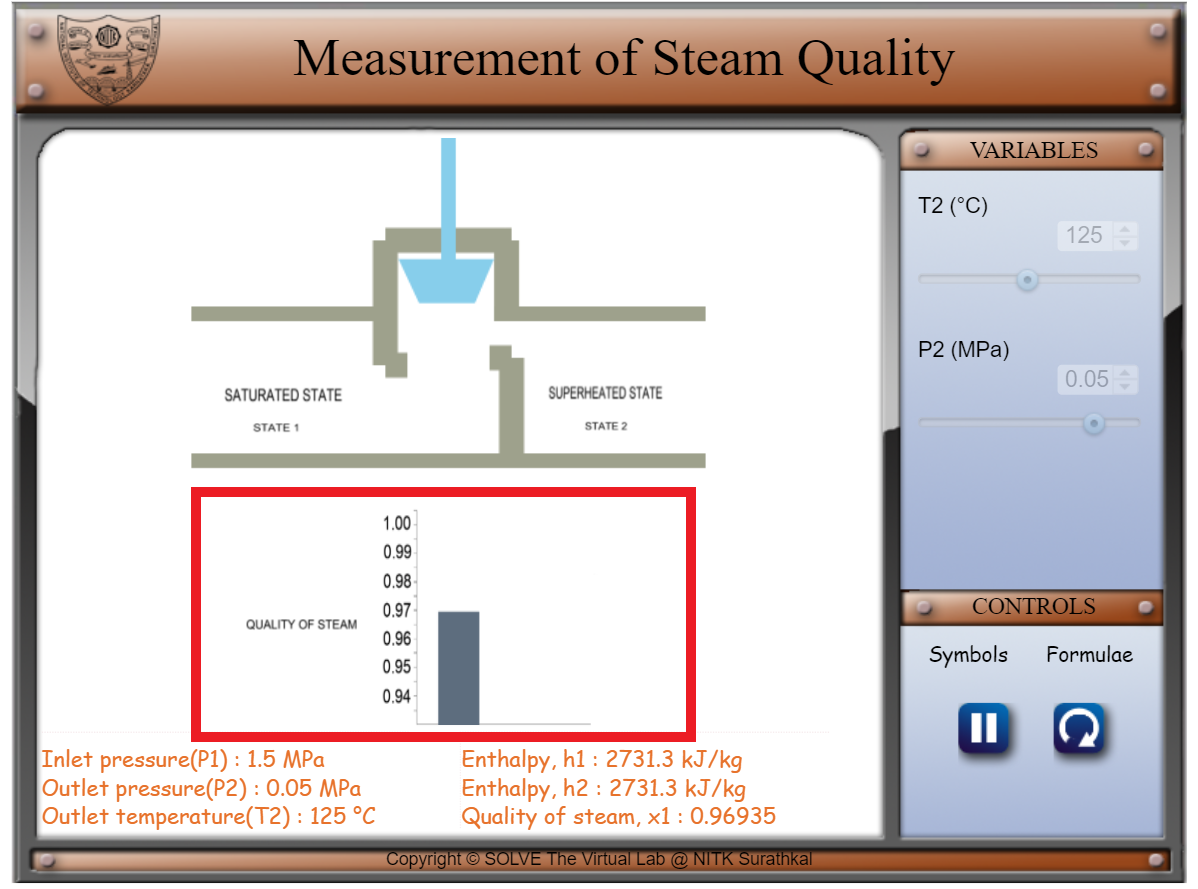 Measurement of Steam Quality
VARIABLES
T2 (°C)
125
P2 (MPa)
0.05
SATURATED STATE
STATE 1
SUPERHEATED STATE
STATE 2
QUALITY OF STEAM
1.00
0.99
0.98
0.97
0.96
0.95
0.94
Inlet pressure(P1) : 1.5 MPa
Outlet pressure(P2) : 0.05 MPa
Outlet temperature(T2) : 125 °C
Enthalpy, h1 : 2731.3 kJ/kg
Enthalpy, h2 : 2731.3 kJ/kg
Quality of steam, x1 : 0.96935
CONTROLS
Symbols Formulae
Copyright © SOLVE The Virtual Lab @ NITK Surathkal